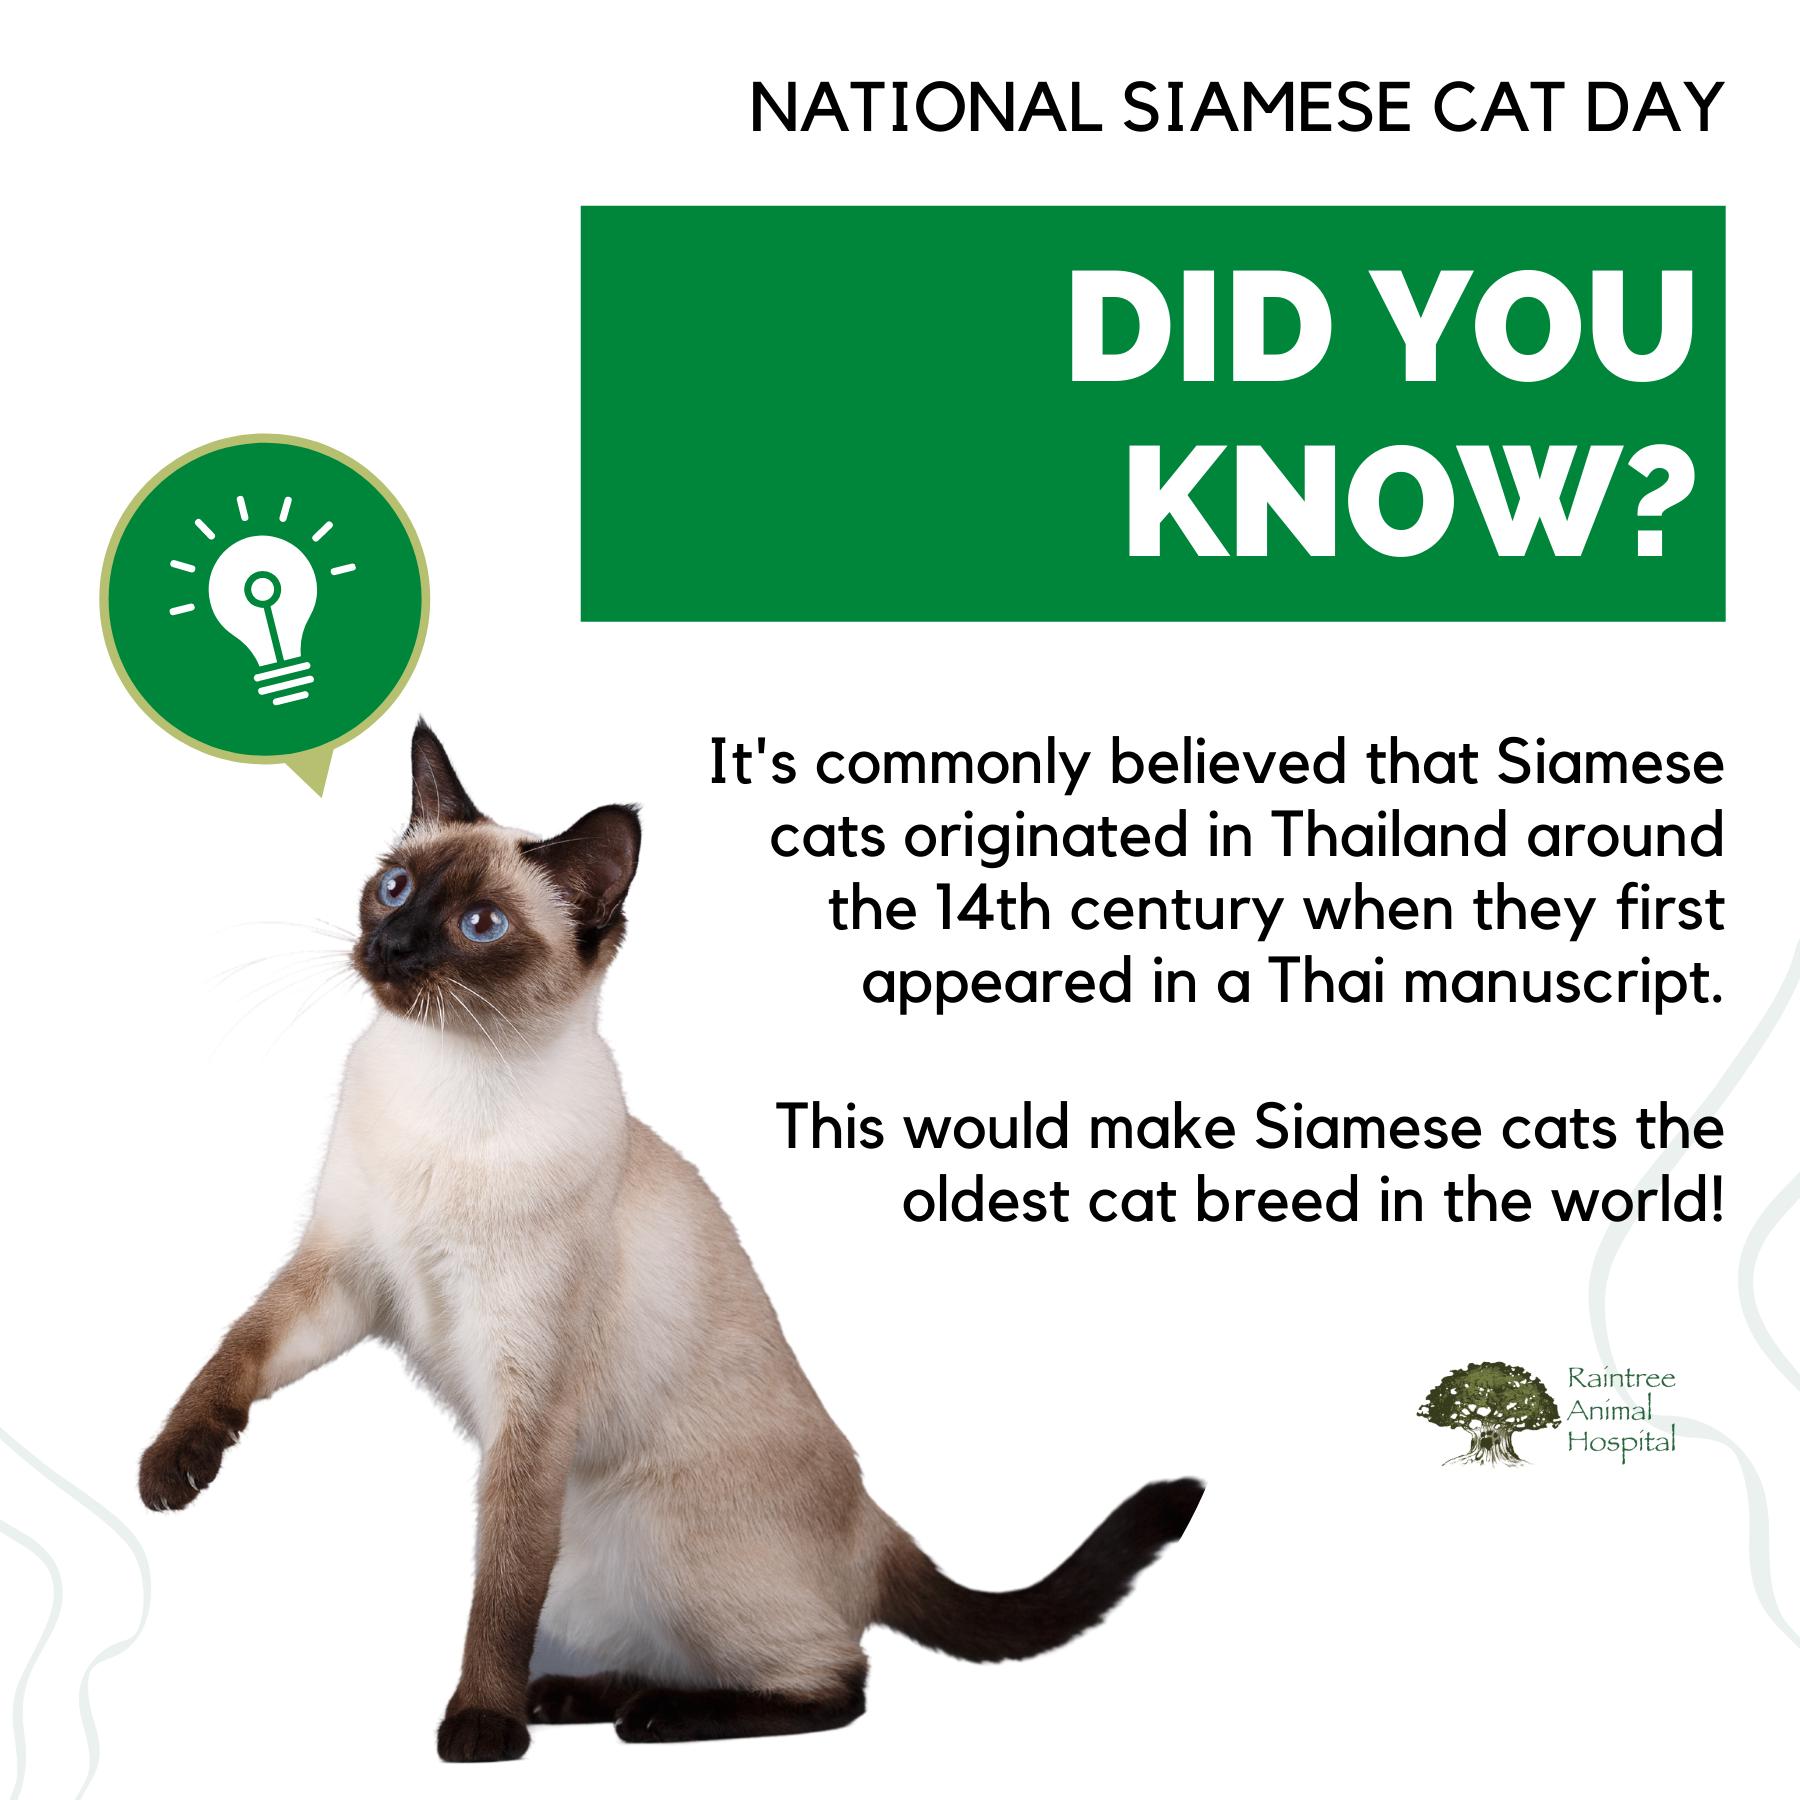 NATIONAL SIAMESE CAT DAY
DID YOU
KNOW?
It's commonly believed that Siamese
cats originated in Thailand around
the 14th century when they first
appeared in a Thai manuscript.
This would make Siamese cats the
oldest cat breed in the world!
Raintree
Animal
Hospital